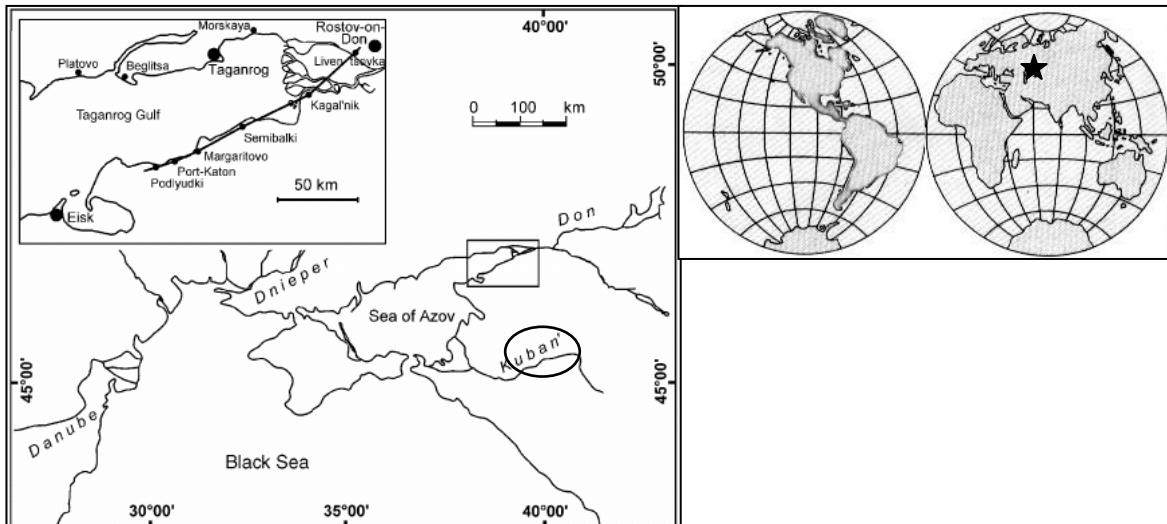 40°00'
50°00'
Morskaya
Rostov-on-
Don
Liven'tsovka
Platovo
Beglitsa
Taganrog
Kagal'nik
Taganrog Gulf
Semibalki
Margaritovo
Port-Katon
Podlyudki
50 km
Eisk
0 100 km
Don
Dnieper
Sea of Azov
Kuban'
45°00'
45°00'
Danube
Black Sea
30°00'
35°00'
40°00'